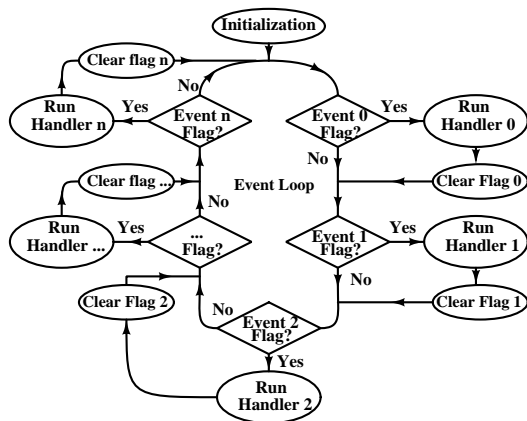 Initialization
Clear flag n
No
Run
Handler n
Yes
Event n
Flag?
Event 0
Flag?
Yes
Run
Handler 0
No
Clear flag ...
Event Loop
Clear Flag 0
No
Run
Handler ...
Yes
...
Flag?
Event 1
Flag?
Yes
Run
Handler 1
No
Clear Flag 2
No
Event 2
Flag?
Clear Flag 1
Yes
Run
Handler 2